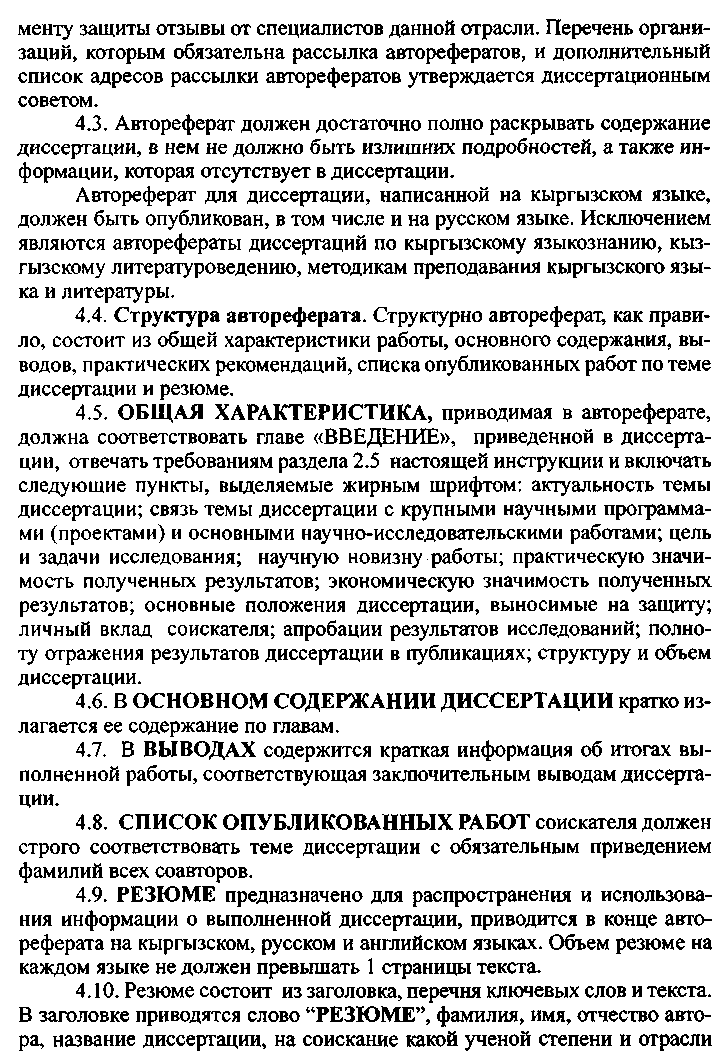 менту защиты отзывы от специалистов данной отрасли. Перечень органи-
заций, которым обязательна рассылка авторефератов, и дополнительный
список адресов рассылки авторефератов утверждается диссертационным
советом.
4.3. Автореферат должен достаточно полно раскрывать содержание
диссертации, в нем не должно быть излишних подробностей, а также ин-
формации, которая отсутствует в диссертации.
Автореферат для диссертации, написанной на кыргызском языке,
должен быть опубликован, в том числе и на русском языке. Исключением
являются авторефераты диссертаций по кыргызскому языкознанию, кыз-
гызскому литературоведению, методикам преподавания кыргызского язы-
ка и литературы.
4.4. Структура автореферата. Структурно автореферат, как прави-
ло, состоит из общей характеристики работы, основного содержания, вы-
водов, практических рекомендаций, списка опубликованных работ по теме
диссертации и резюме.
4.5. ОБЩАЯ ХАРАКТЕРИСТИКА, приводимая в автореферате,
должна соответствовать главе «ВВЕДЕНИЕ», приведенной в диссерта-
ции, отвечать требованиям раздела 2.5 настоящей инструкции и включать
следующие пункты, выделяемые жирным шрифтом: актуальность темы
диссертации; связь темы диссертации с крупными научными программа-
ми (проектами) и основными научно-исследовательскими работами; цель
и задачи исследования; научную новизну работы; практическую значи-
мость полученных результатов; экономическую значимость полученных
результатов; основные положения диссертации, выносимые на защиту;
личный вклад соискателя; апробации результатов исследований; полно-
ту отражения результатов диссертации в публикациях; структуру и объем
диссертации.
4.6. В ОСНОВНОМ СОДЕРЖАНИИ ДИССЕРТАЦИИ кратко из-
лагается ее содержание по главам.
4.7. В ВЫВОДАХ содержится краткая информация об итогах вы-
полненной работы, соответствующая заключительным выводам диссерта-
ции.
4.8. СПИСОК ОПУБЛИКОВАННЫХ РАБОТ соискателя должен
строго соответствовать теме диссертации с обязательным приведением
фамилий всех соавторов.
4.9. РЕЗЮМЕ предназначено для распространения и использова-
ния информации о выполненной диссертации, приводится в конце авто-
реферата на кыргызском, русском и английском языках. Объем резюме на
каждом языке не должен превышать 1 страницы текста.
4.10. Резюме состоит из заголовка, перечня ключевых слов и текста.
В заголовке приводятся слово “РЕЗЮМЕ”, фамилия, имя, отчество авто-
ра, название диссертации, на соискание какой ученой степени и отрасли